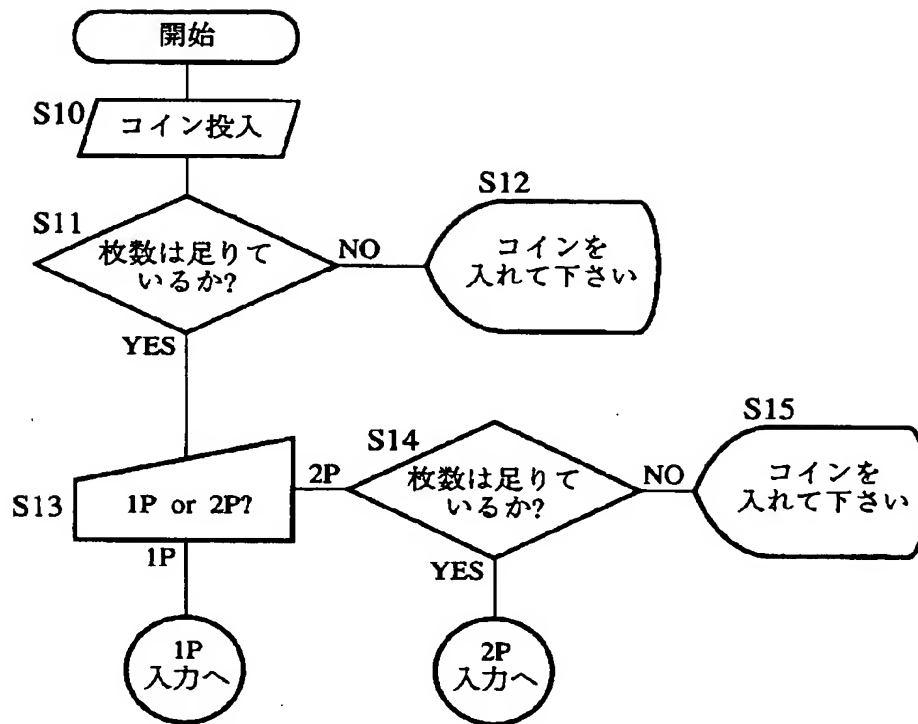 開始
S10
コイン投入
S11
枚数は足りて
いるか?
NO
S12
コインを
入れて下さい
YES
S13
1P or 2P?
2P
S14
枚数は足りて
いるか?
NO
S15
コインを
入れて下さい
1P
YES
1P
入力へ
2P
入力へ